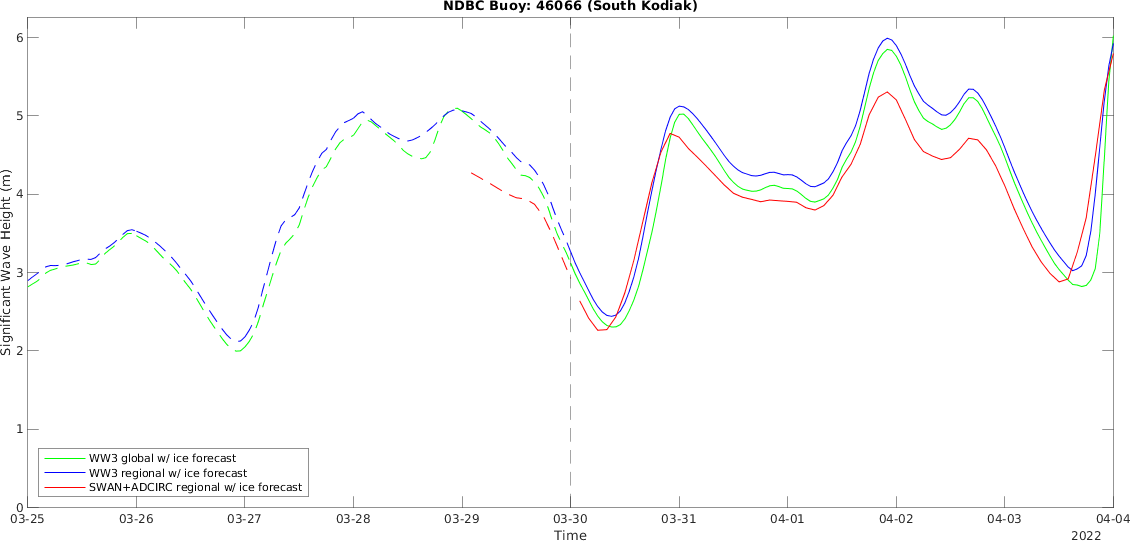 NDBC Buoy: 46066 (South Kodiak)
Significant Wave Height (m)
6
5
4
3
2
1
0
WW3 global w/ ice forecast
WW3 regional w/ ice forecast
SWAN+ADCIRC regional w/ ice forecast
03-25 03-26 03-27 03-28 03-29 03-30 03-31 04-01 04-02 04-03 04-04
Time 2022